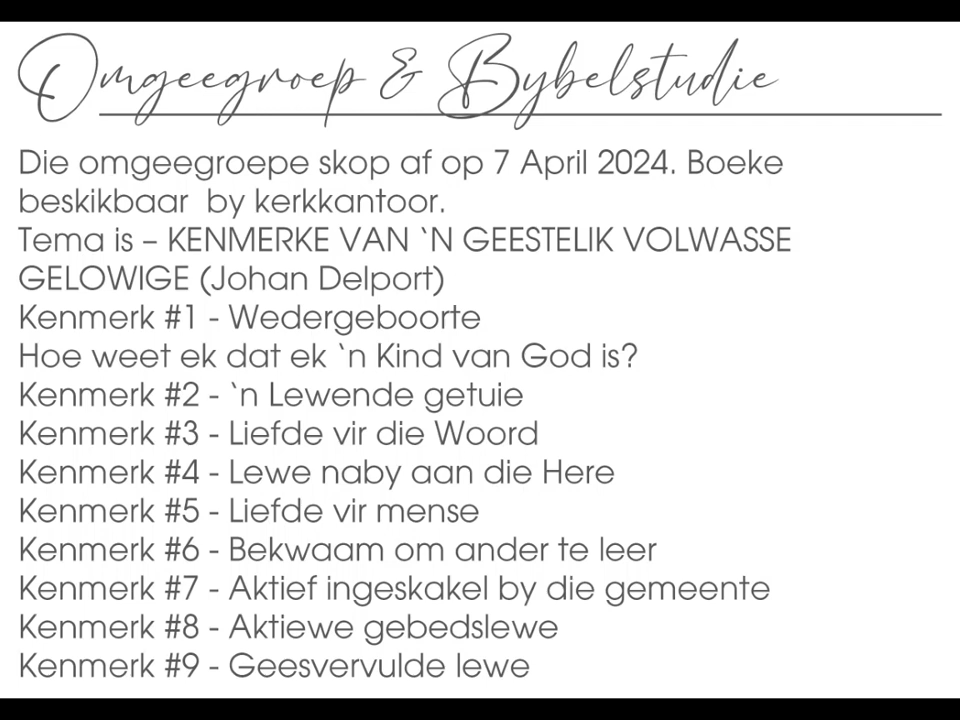 Omgeegroep & Bybelstudie
Die omgeegroepe skop af op 7 April 2024. Boeke
beskikbaar  by kerkkantoor.
Tema is – KENMERKE VAN `N GEESTELIK VOLWASSE
GELOWIGE (Johan Delport)
Kenmerk #1 - Wedergeboorte
Hoe weet ek dat ek `n Kind van God is?
Kenmerk #2 - `n Lewende getuie
Kenmerk #3 - Liefde vir die Woord
Kenmerk #4 - Lewe naby aan die Here
Kenmerk #5 - Liefde vir mense
Kenmerk #6 - Bekwaam om ander te leer
Kenmerk #7 - Aktief ingeskakel by die gemeente
Kenmerk #8 - Aktiewe gebedslewe
Kenmerk #9 - Geesvervulde lewe